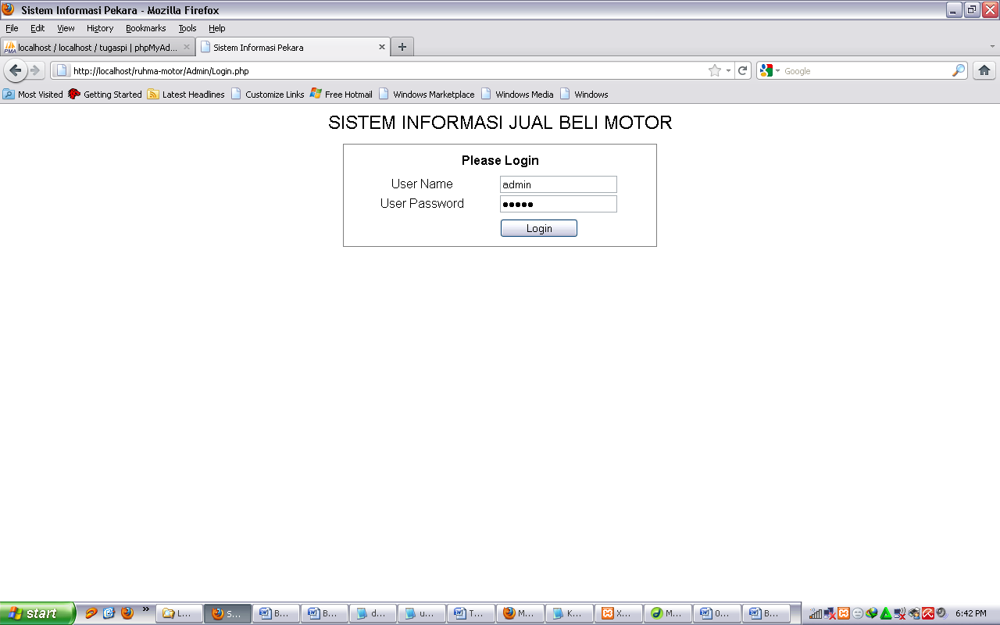 Sistem Informasi Pekara - Mozilla Firefox
File Edit View History Bookmarks Tools Help
PMA localhost / localhost / tugaspi | phpMyAd... Sistem Informasi Pekara
http://localhost/ruhma-motor/Admin/Login.php Google
Most Visited Getting Started Latest Headlines Customize Links Free Hotmail Windows Marketplace Windows Media Windows
SISTEM INFORMASI JUAL BELI MOTOR
Please Login
User Name admin
User Password •••••
Login
start » L... S... B... B... d... u... T... M... K... X... M... 0... B... 6:42 PM